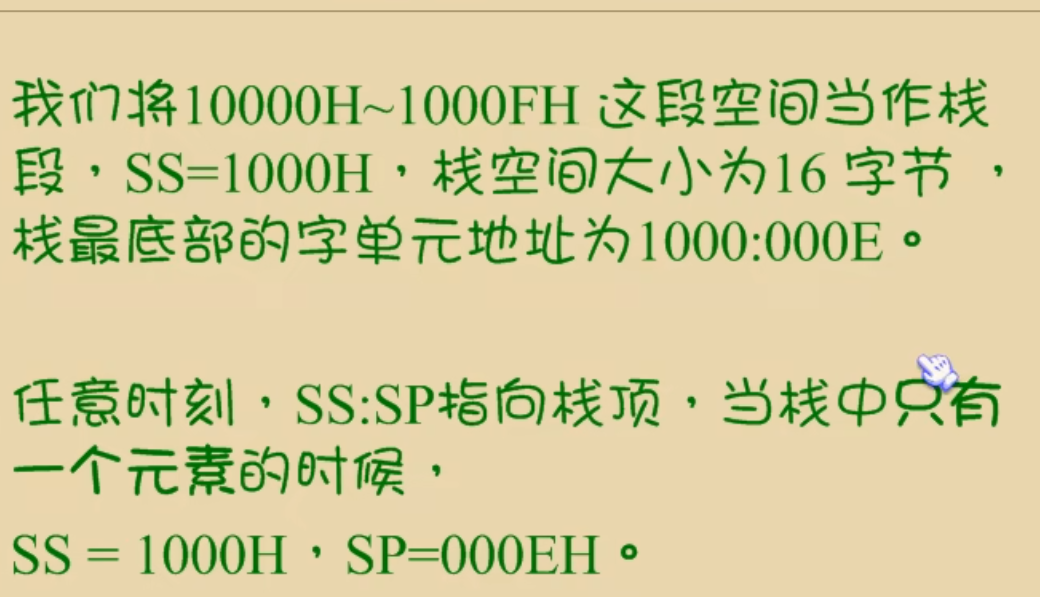 我们将10000H~1000FH 这段空间当作栈
段，SS=1000H，栈空间大小为16 字节 ，
栈最底部的字单元地址为1000:000E。
任意时刻，SS:SP指向栈顶，当栈中只有
一个元素的时候，
SS = 1000H，SP=000EH。